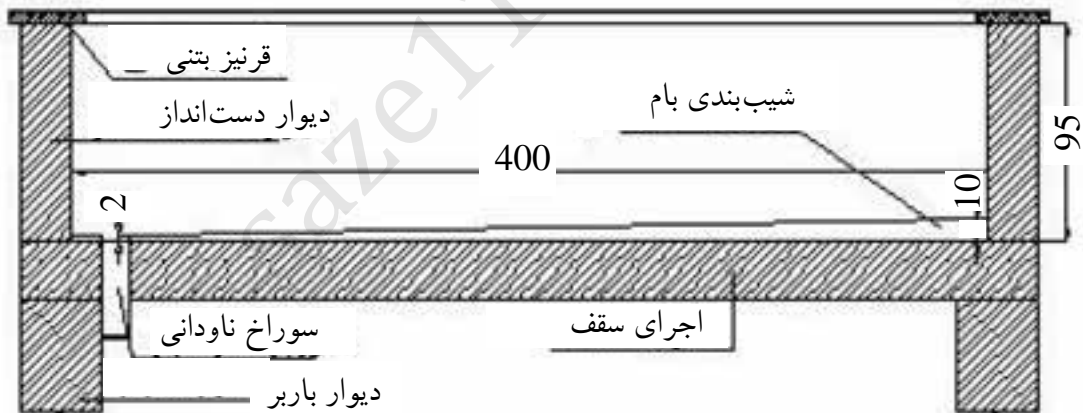 قرنیز بتنی
دیوار دست‌انداز
شیب‌بندی بام
95
400
2
10
سوراخ ناودانی
اجرای سقف
دیوار باربر